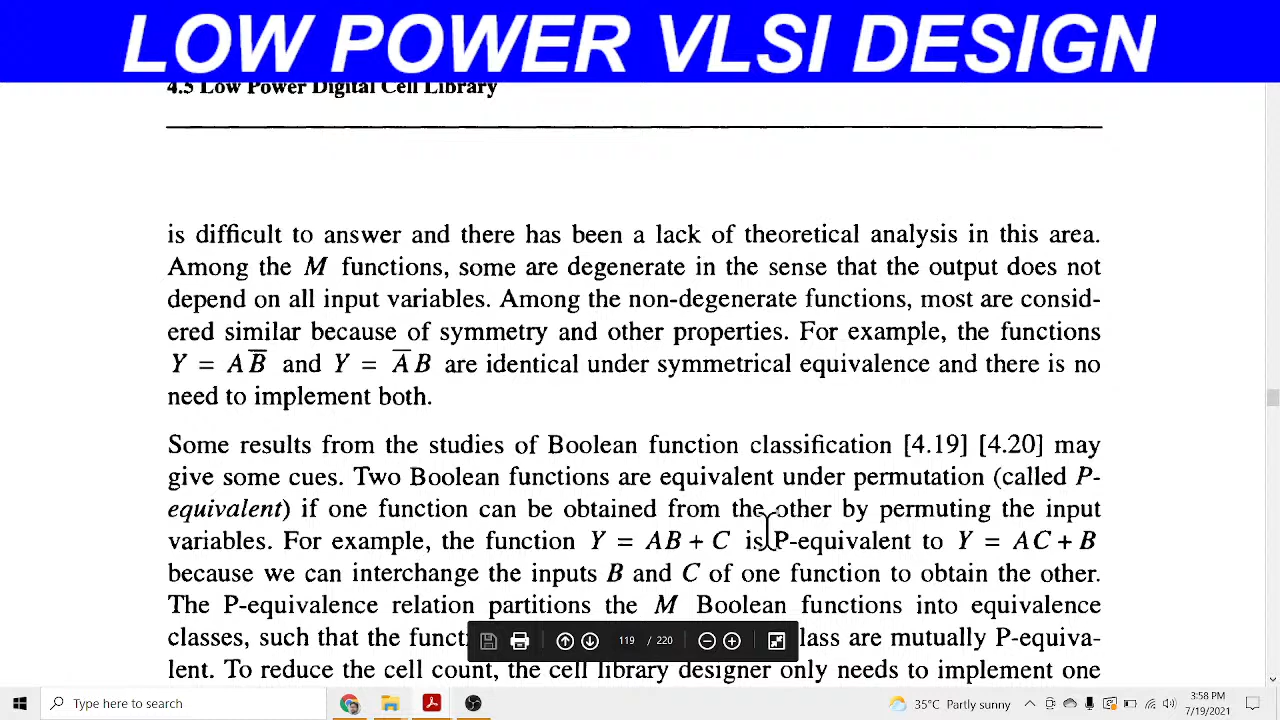 LOW POWER VLSI DESIGN
4.5 Low Power Digital Cell Library
is difficult to answer and there has been a lack of theoretical analysis in this area.
Among the M functions, some are degenerate in the sense that the output does not
depend on all input variables. Among the non-degenerate functions, most are consid-
ered similar because of symmetry and other properties. For example, the functions
Y = AB̅ and Y = A̅B are identical under symmetrical equivalence and there is no
need to implement both.
Some results from the studies of Boolean function classification [4.19] [4.20] may
give some cues. Two Boolean functions are equivalent under permutation (called P-
equivalent) if one function can be obtained from the other by permuting the input
variables. For example, the function Y = AB + C is P-equivalent to Y = AC + B
because we can interchange the inputs B and C of one function to obtain the other.
The P-equivalence relation partitions the M Boolean functions into equivalence
classes, such that the functi lass are mutually P-equiva-
119 / 220
lent. To reduce the cell count, the cell library designer only needs to implement one
Type here to search
35°C Partly sunny
3:58 PM
7/19/2021